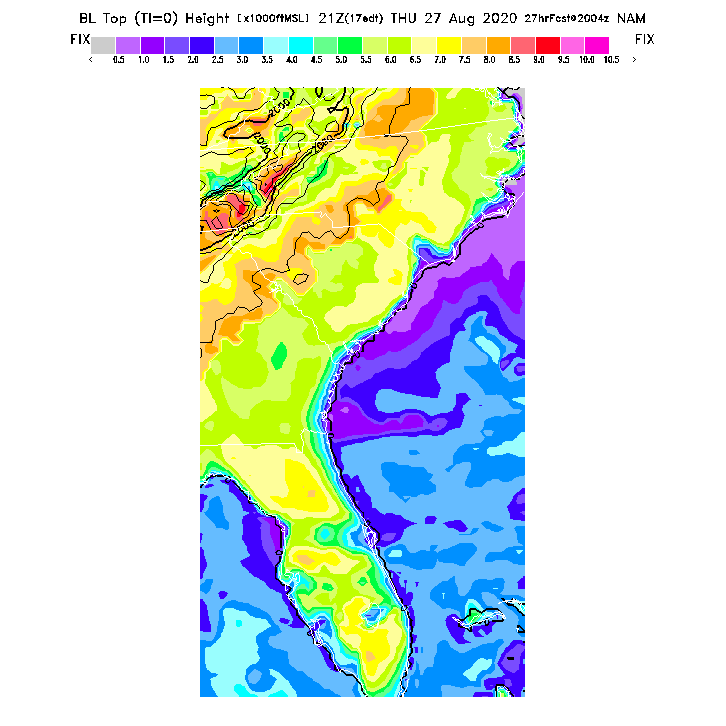 BL Top (TI=0) Height [x1000ftMSL] 21Z(17edt) THU 27 Aug 2020 27hrFcst@2004z NAM
FIX FIX
< 0.5 1.0 1.5 2.0 3.0 3.5 4.0 4.5 5.0 5.5 6.0 6.5 7.0 7.5 8.0 8.5 9.0 9.5 10.0 10.5 >
2000
2000
2000